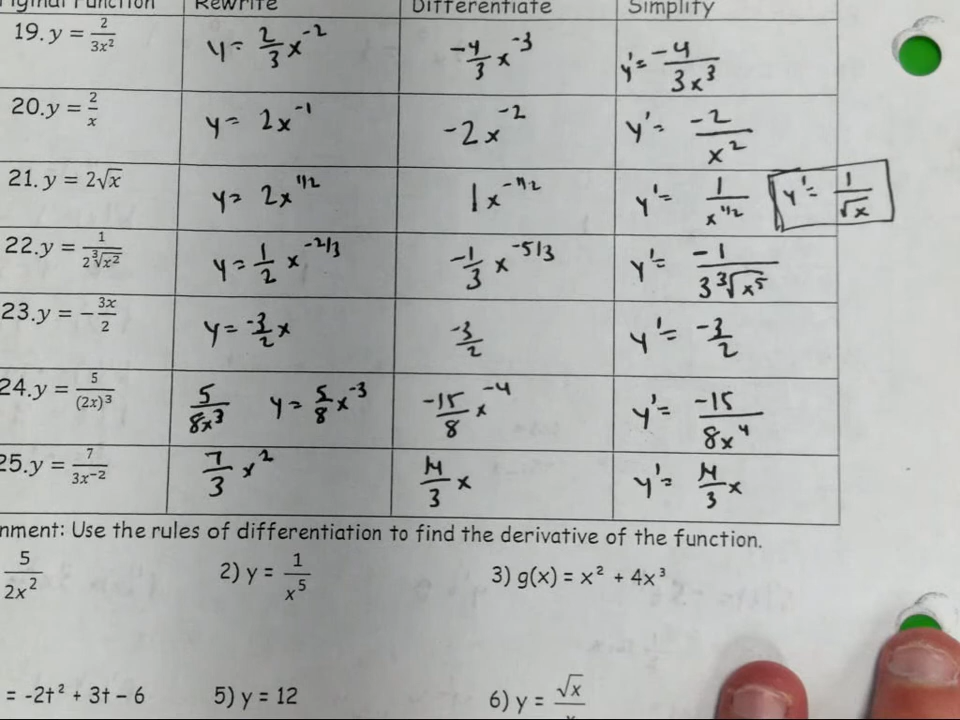 Original Function Rewrite Differentiate Simplify
19. y = 2/(3x²) y = 2/3 x⁻² -4/3 x⁻³ y' = -4/(3x³)
20. y = 2/x y = 2x⁻¹ -2x⁻² y' = -2/x²
21. y = 2√x y = 2x^(1/2) 1x^(-1/2) y' = 1/x^(1/2) y' = 1/√x
22. y = 1/(2∛x²) y = 1/2 x^(-2/3) -1/3 x^(-5/3) y' = -1/(3∛x⁵)
23. y = -3x/2 y = -3/2 x -3/2 y' = -3/2
24. y = 5/(2x)³ 5/(8x³) y = 5/8 x⁻³ -15/8 x⁻⁴ y' = -15/(8x⁴)
25. y = 7/(3x⁻²) 7/3 x² 14/3 x y' = 14/3 x
nment: Use the rules of differentiation to find the derivative of the function.
5/(2x²) 2) y = 1/x⁵ 3) g(x) = x² + 4x³
= -2t² + 3t – 6 5) y = 12 6) y = √x